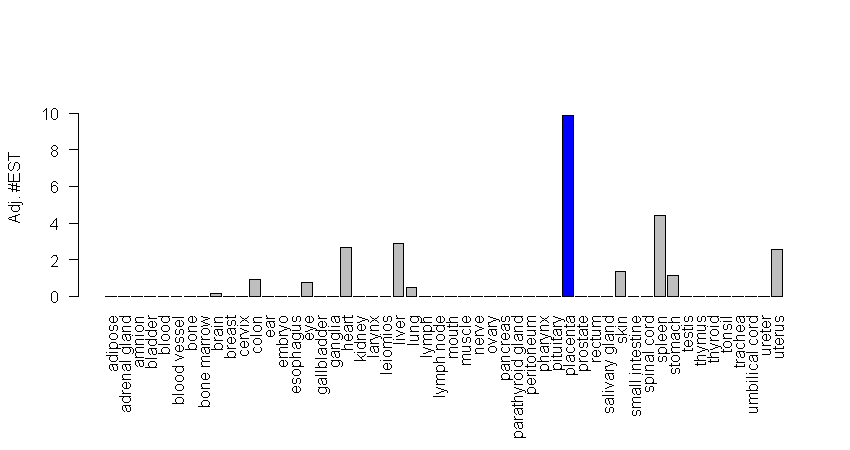 Adj. #EST
10
8
6
4
2
0
adipose
adrenal gland
amnion
bladder
blood
blood vessel
bone
bone marrow
brain
breast
cervix
colon
ear
embryo
esophagus
eye
gallbladder
ganglia
heart
kidney
larynx
leiomios
liver
lung
lymph
lymph node
mouth
muscle
nerve
ovary
pancreas
parathyroid gland
peritoneum
pharynx
pituitary
placenta
prostate
rectum
salivary gland
skin
small intestine
spinal cord
spleen
stomach
testis
thymus
thyroid
tonsil
trachea
umbilical cord
ureter
uterus